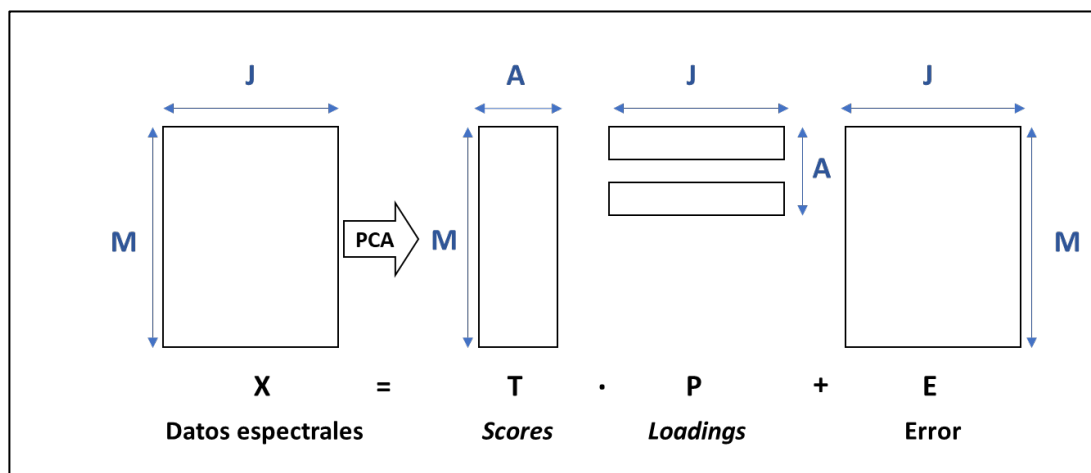 J A J J
M PCA M A M
X = T · P + E
Datos espectrales Scores Loadings Error